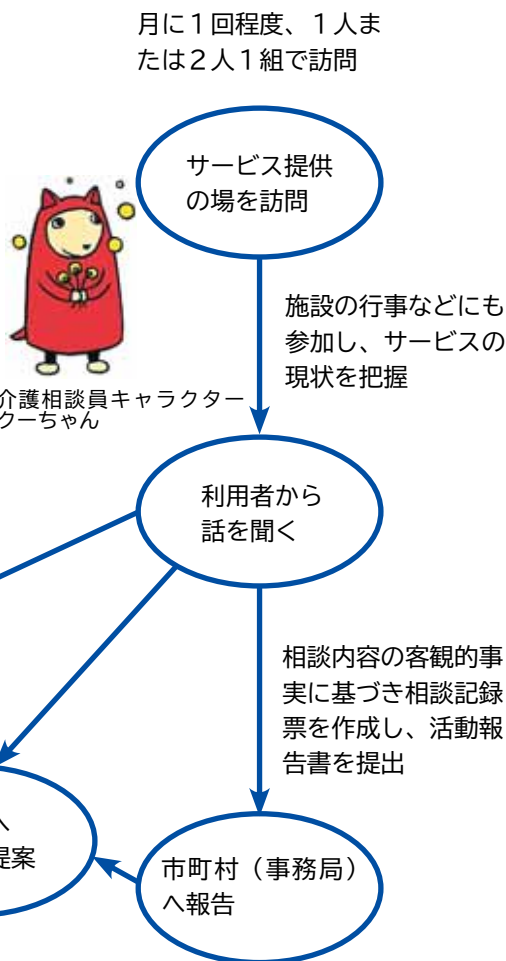 月に1回程度、1人ま
たは2人1組で訪問
サービス提供
の場を訪問
施設の行事などにも
参加し、サービスの
現状を把握
介護相談員キャラクター
クーちゃん
利用者から
話を聞く
相談内容の客観的事
実に基づき相談記録
票を作成し、活動報
告書を提出
へ
提案
市町村（事務局）
へ報告